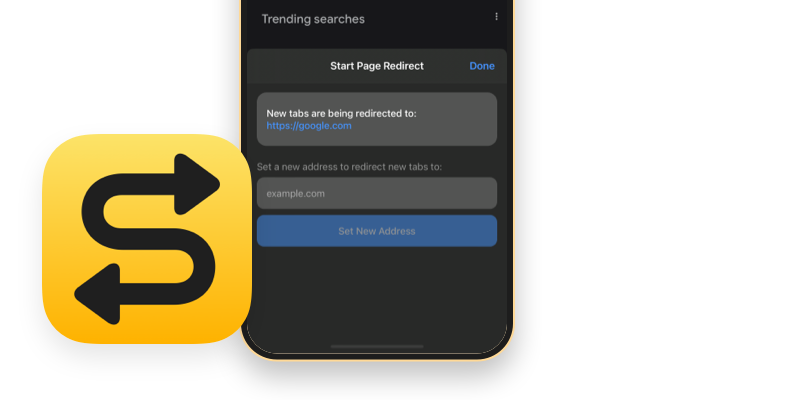 Trending searches
Start Page Redirect
Done
New tabs are being redirected to:
https://google.com
Set a new address to redirect new tabs to:
example.com
Set New Address